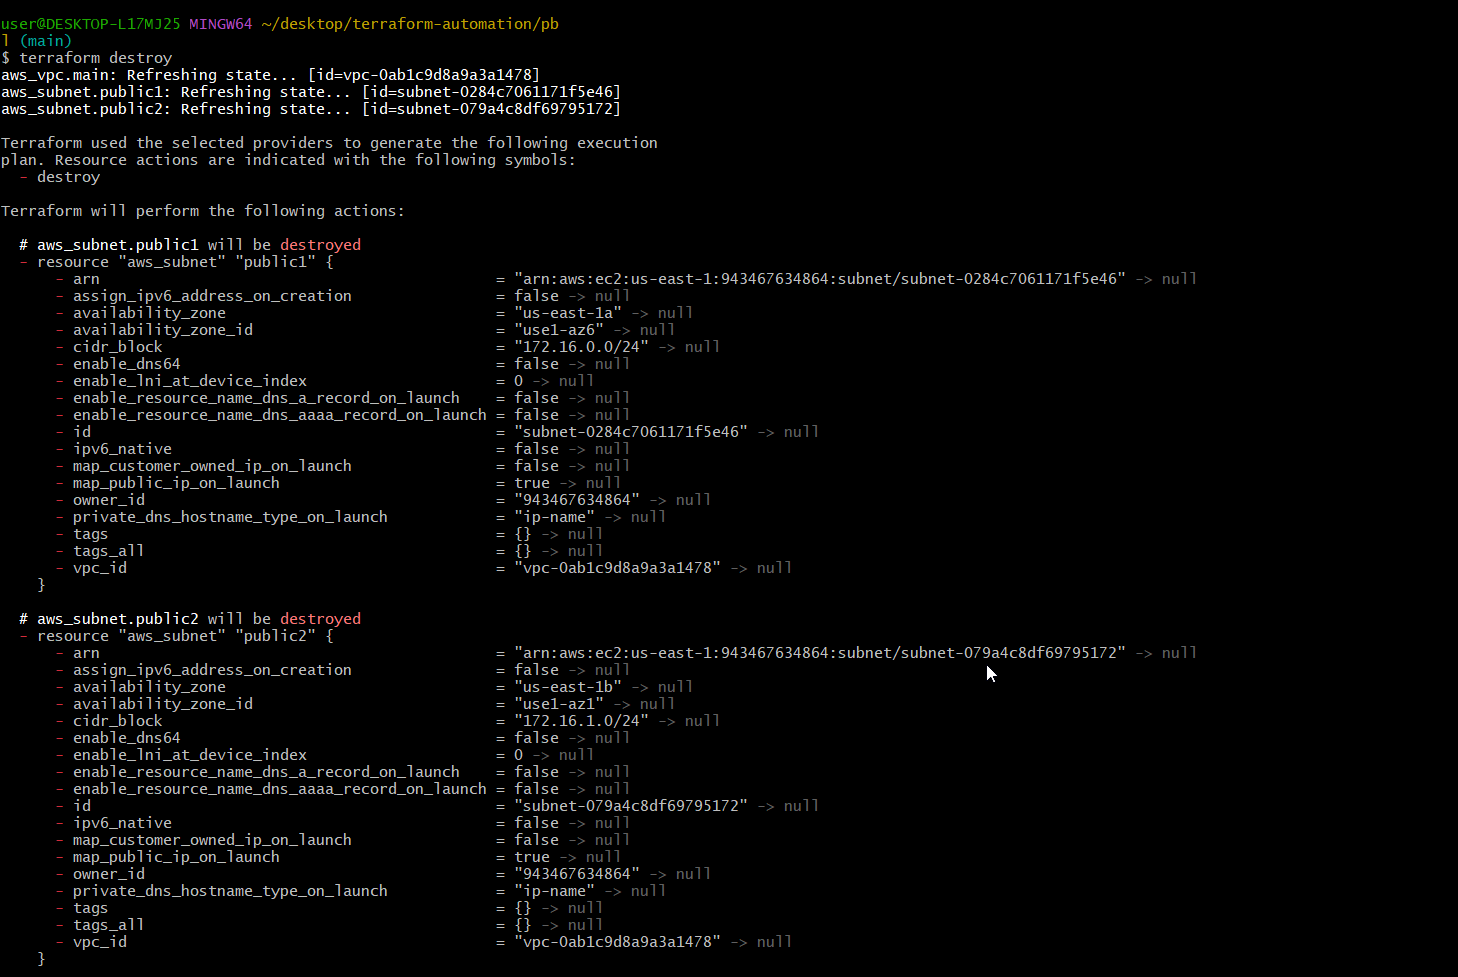 user@DESKTOP-L17MJ25 MINGW64 ~/desktop/terraform-automation/pb
l (main)
$ terraform destroy
aws_vpc.main: Refreshing state... [id=vpc-0ab1c9d8a9a3a1478]
aws_subnet.public1: Refreshing state... [id=subnet-0284c7061171f5e46]
aws_subnet.public2: Refreshing state... [id=subnet-079a4c8df69795172]
Terraform used the selected providers to generate the following execution
plan. Resource actions are indicated with the following symbols:
- destroy
Terraform will perform the following actions:
# aws_subnet.public1 will be destroyed
- resource "aws_subnet" "public1" {
- arn = "arn:aws:ec2:us-east-1:943467634864:subnet/subnet-0284c7061171f5e46" -> null
- assign_ipv6_address_on_creation = false -> null
- availability_zone = "us-east-1a" -> null
- availability_zone_id = "use1-az6" -> null
- cidr_block = "172.16.0.0/24" -> null
- enable_dns64 = false -> null
- enable_lni_at_device_index = 0 -> null
- enable_resource_name_dns_a_record_on_launch = false -> null
- enable_resource_name_dns_aaaa_record_on_launch = false -> null
- id = "subnet-0284c7061171f5e46" -> null
- ipv6_native = false -> null
- map_customer_owned_ip_on_launch = false -> null
- map_public_ip_on_launch = true -> null
- owner_id = "943467634864" -> null
- private_dns_hostname_type_on_launch = "ip-name" -> null
- tags = {} -> null
- tags_all = {} -> null
- vpc_id = "vpc-0ab1c9d8a9a3a1478" -> null
}
# aws_subnet.public2 will be destroyed
- resource "aws_subnet" "public2" {
- arn = "arn:aws:ec2:us-east-1:943467634864:subnet/subnet-079a4c8df69795172" -> null
- assign_ipv6_address_on_creation = false -> null
- availability_zone = "us-east-1b" -> null
- availability_zone_id = "use1-az1" -> null
- cidr_block = "172.16.1.0/24" -> null
- enable_dns64 = false -> null
- enable_lni_at_device_index = 0 -> null
- enable_resource_name_dns_a_record_on_launch = false -> null
- enable_resource_name_dns_aaaa_record_on_launch = false -> null
- id = "subnet-079a4c8df69795172" -> null
- ipv6_native = false -> null
- map_customer_owned_ip_on_launch = false -> null
- map_public_ip_on_launch = true -> null
- owner_id = "943467634864" -> null
- private_dns_hostname_type_on_launch = "ip-name" -> null
- tags = {} -> null
- tags_all = {} -> null
- vpc_id = "vpc-0ab1c9d8a9a3a1478" -> null
}